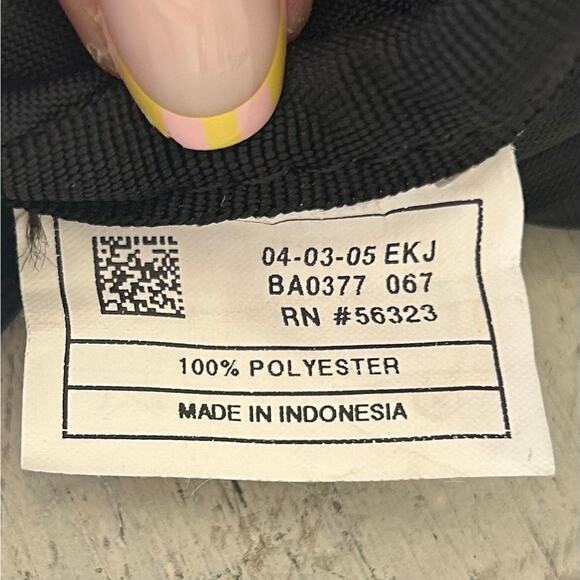 04-03-05 EKJ
BA0377 067
RN #56323
100% POLYESTER
MADE IN INDONESIA